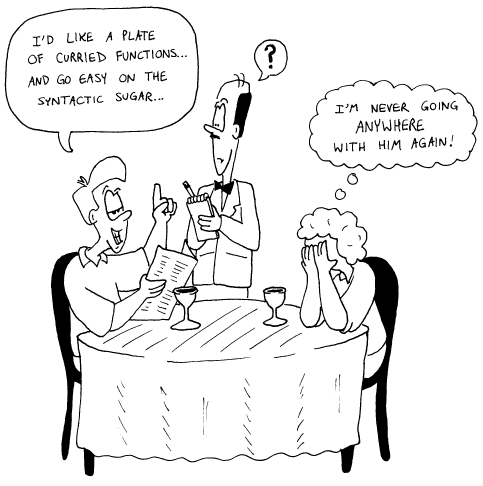 I'D LIKE A PLATE
OF CURRIED FUNCTIONS...
AND GO EASY ON THE
SYNTACTIC SUGAR...
?
I'M NEVER GOING
ANYWHERE
WITH HIM AGAIN!